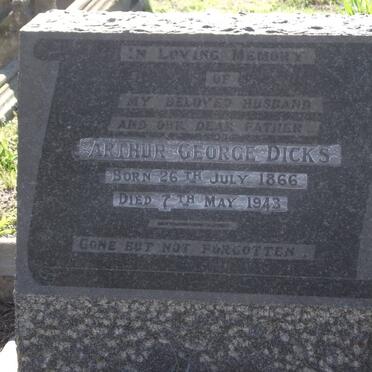 IN LOVING MEMORY
OF
MY BELOVED HUSBAND
AND OUR DEAR FATHER
ARTHUR GEORGE DICKS
BORN 26TH JULY 1866
DIED 7TH MAY 1943
GONE BUT NOT FORGOTTEN.